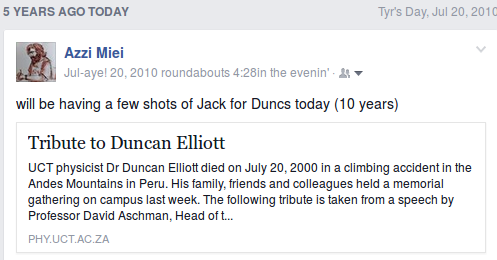 5 YEARS AGO TODAY
Tyr's Day, Jul 20, 2010
Azzi Miei
Jul-aye! 20, 2010 roundabouts 4:28in the evenin' ·
will be having a few shots of Jack for Duncs today (10 years)
Tribute to Duncan Elliott
UCT physicist Dr Duncan Elliott died on July 20, 2000 in a climbing accident in the
Andes Mountains in Peru. His family, friends and colleagues held a memorial
gathering on campus last week. The following tribute is taken from a speech by
Professor David Aschman, Head of t...
PHY.UCT.AC.ZA